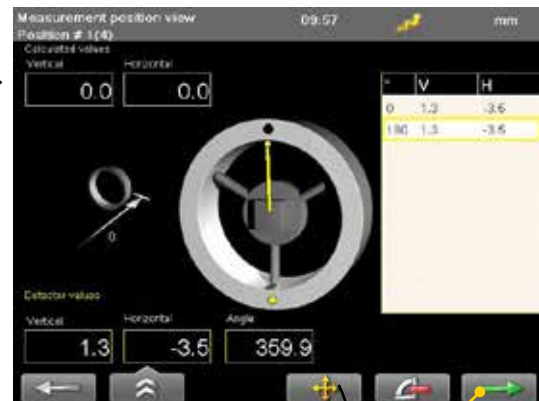 Measurement position view 09:57 mm
Position # 1(4)
Calculated values
Vertical Horizontal
0.0 0.0
° V H
0 1.3 -3.6
180 1.3 -3.6
0
Detector values
Vertical Horizontal Angle
1.3 -3.5 359.9